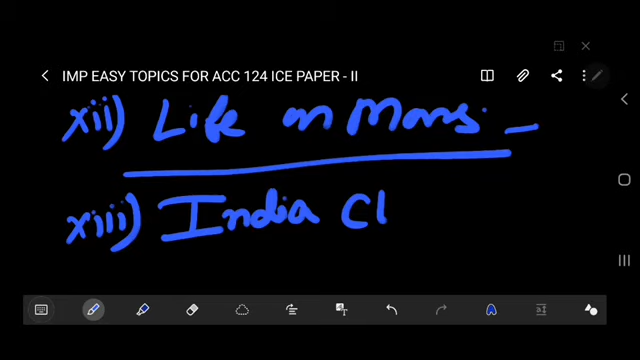 IMP EASY TOPICS FOR ACC 124 ICE PAPER - II
xii) Life on Mars. _
xiii) India Cl